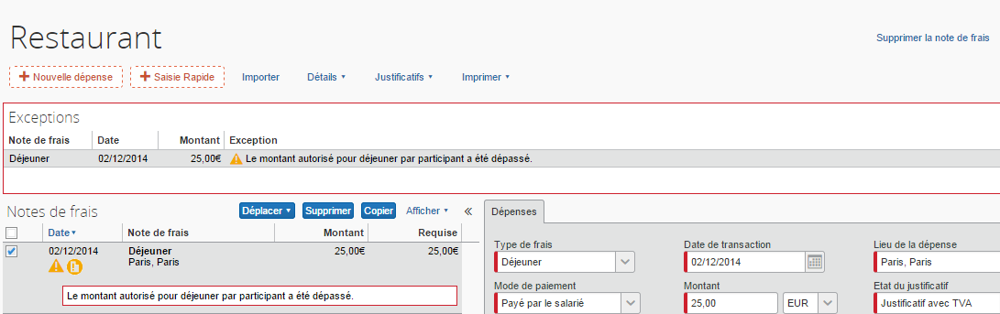 Restaurant
Supprimer la note de frais
Nouvelle dépense
Saisie Rapide
Importer
Détails
Justificatifs
Imprimer
Exceptions
Note de frais Date Montant Exception
Déjeuner 02/12/2014 25,00€ Le montant autorisé pour déjeuner par participant a été dépassé.
Notes de frais
Déplacer
Supprimer
Copier
Afficher
«
Date Note de frais Montant Requise
02/12/2014 Déjeuner 25,00€ 25,00€
Paris, Paris
Le montant autorisé pour déjeuner par participant a été dépassé.
Dépenses
Type de frais Date de transaction Lieu de la dépense
Déjeuner 02/12/2014 Paris, Paris
Mode de paiement Montant Etat du justificatif
Payé par le salarié 25,00 EUR Justificatif avec TVA